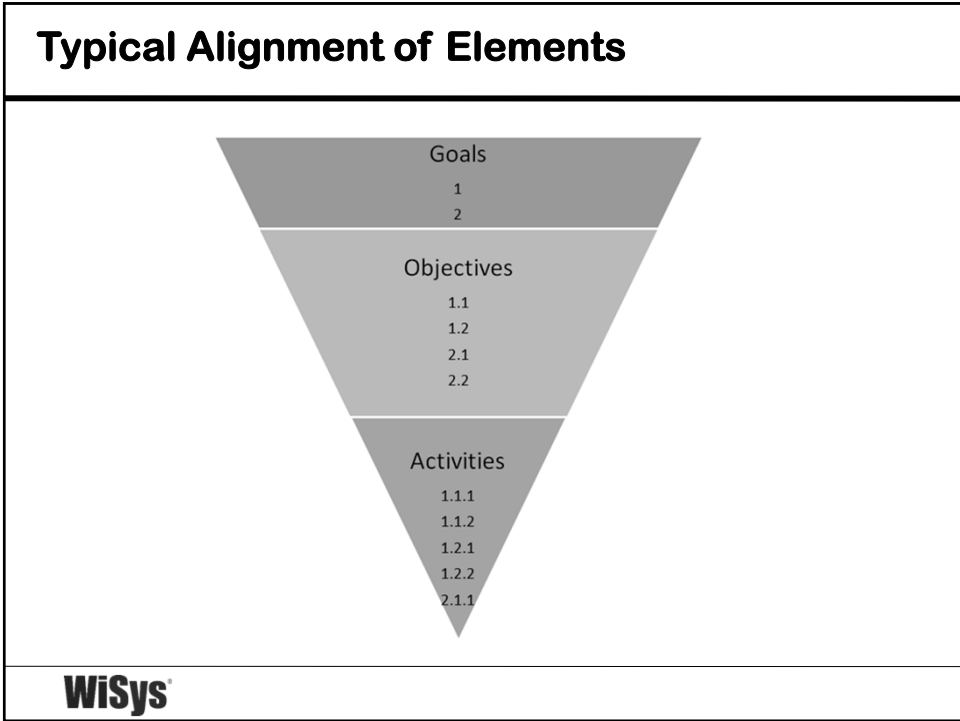 Typical Alignment of Elements
Goals
1
2
Objectives
1.1
1.2
2.1
2.2
Activities
1.1.1
1.1.2
1.2.1
1.2.2
2.1.1
WiSys®